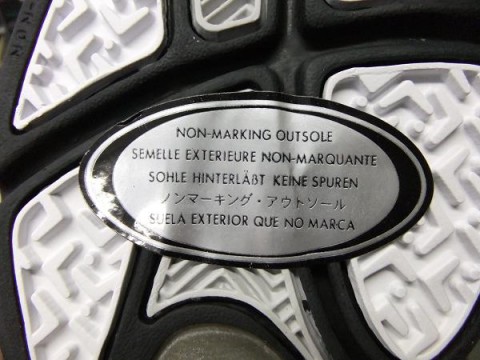 NON-MARKING OUTSOLE
SEMELLE EXTERIEURE NON-MARQUANTE
SOHLE HINTERLÄßT KEINE SPUREN
ノンマーキング・アウトソール
SUELA EXTERIOR QUE NO MARCA